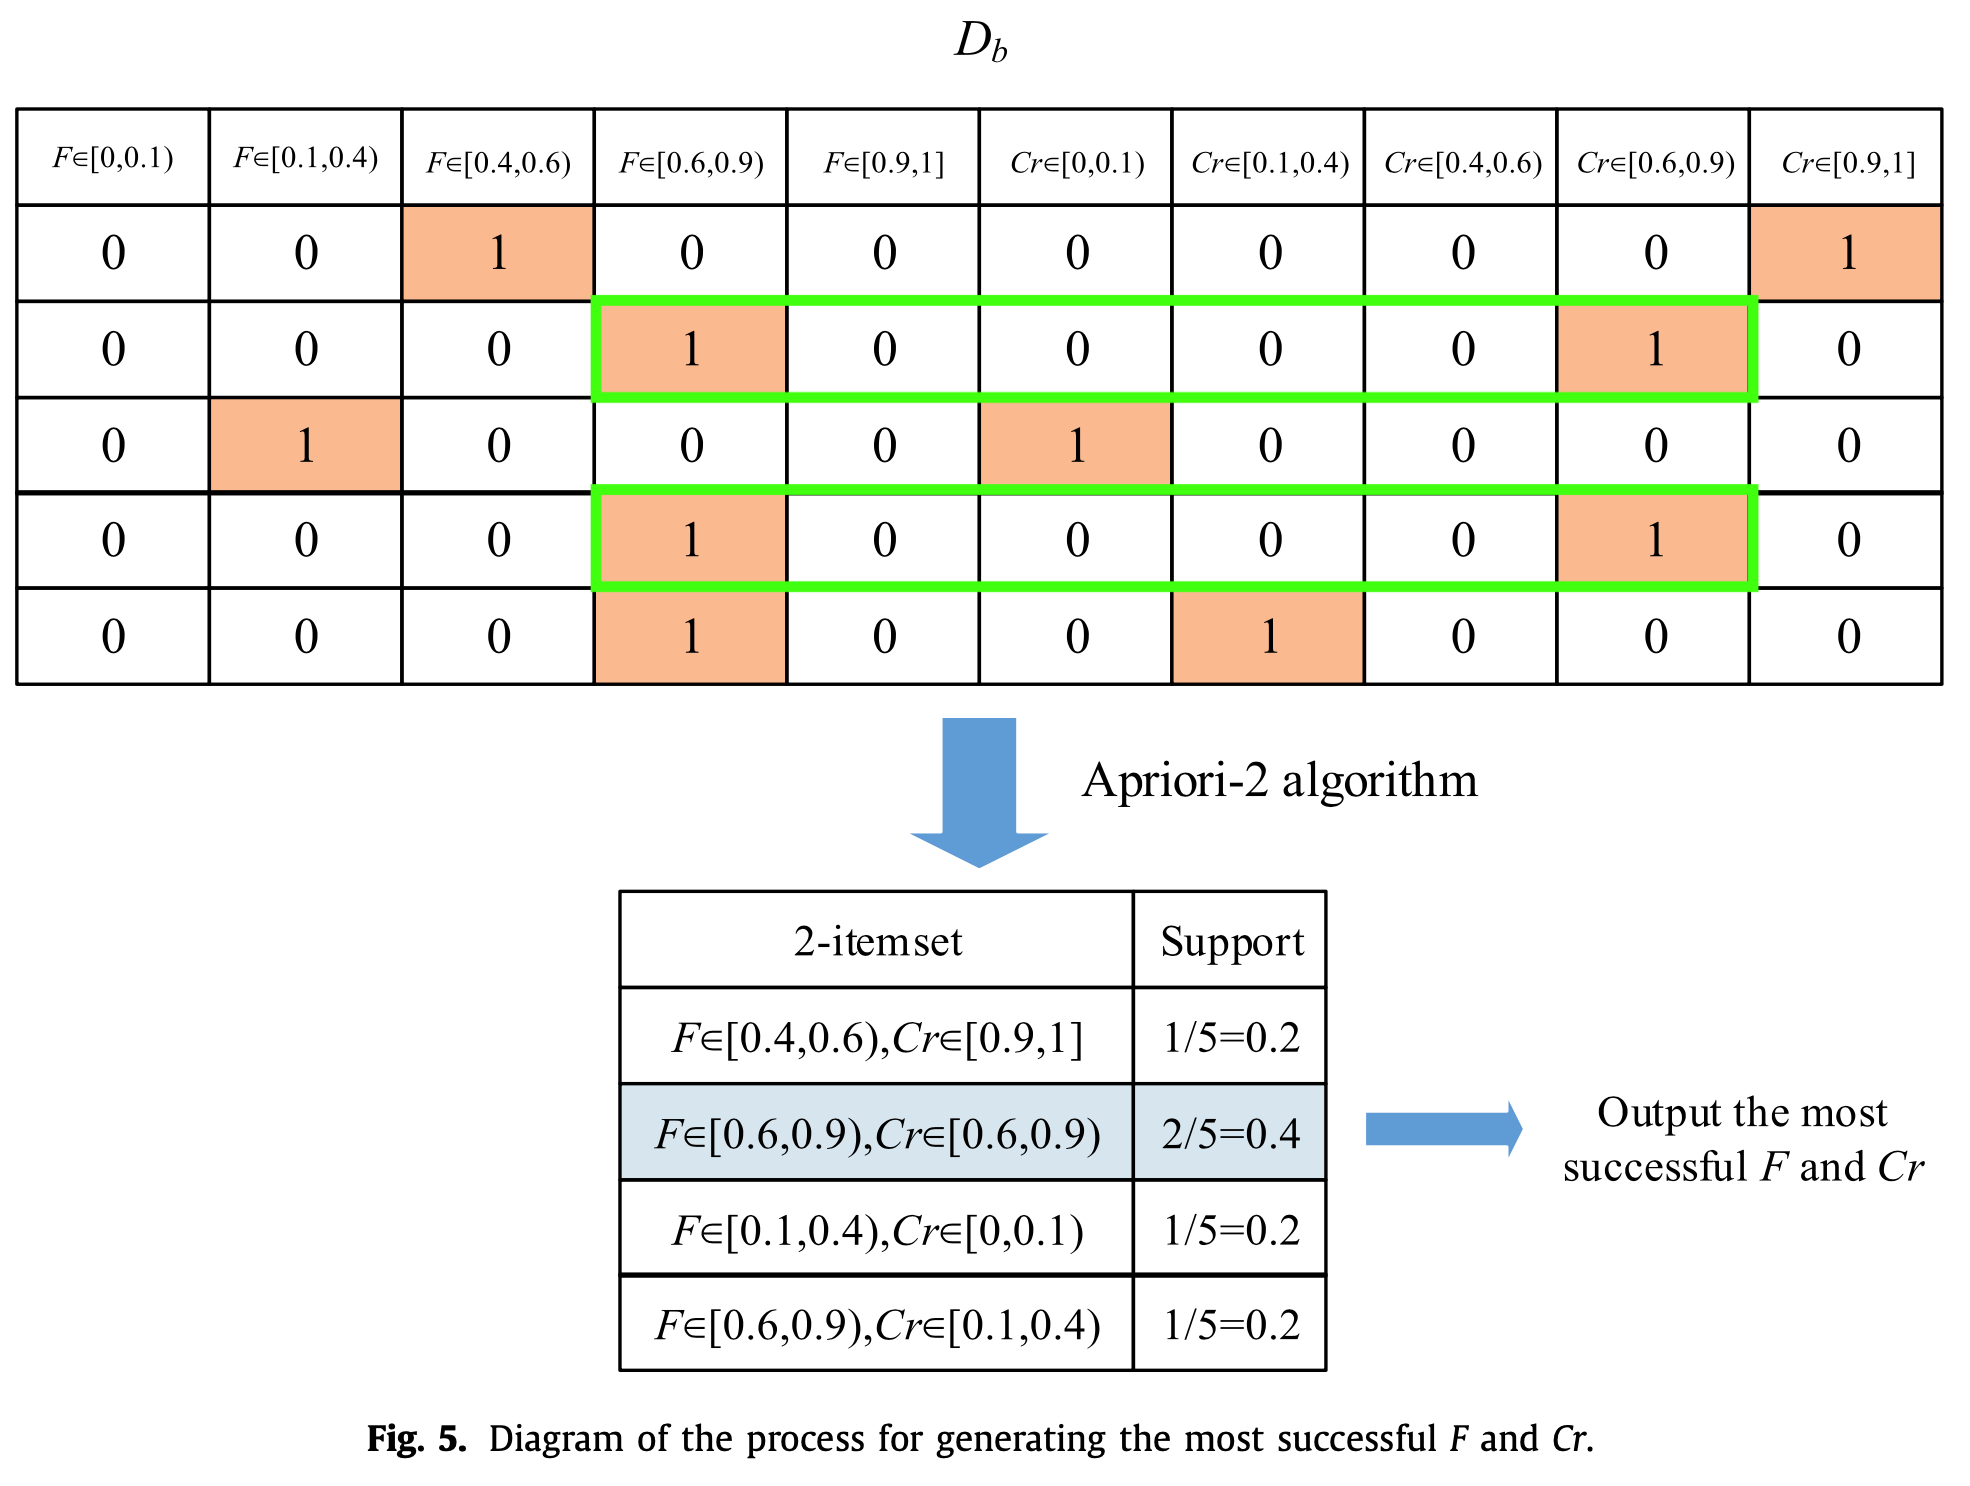 D_b
F∈[0,0.1) F∈[0.1,0.4) F∈[0.4,0.6) F∈[0.6,0.9) F∈[0.9,1] Cr∈[0,0.1) Cr∈[0.1,0.4) Cr∈[0.4,0.6) Cr∈[0.6,0.9) Cr∈[0.9,1]
0 0 1 0 0 0 0 0 0 1
0 0 0 1 0 0 0 0 1 0
0 1 0 0 0 1 0 0 0 0
0 0 0 1 0 0 0 0 1 0
0 0 0 1 0 0 1 0 0 0
Apriori-2 algorithm
2-itemset Support
F∈[0.4,0.6),Cr∈[0.9,1] 1/5=0.2
F∈[0.6,0.9),Cr∈[0.6,0.9) 2/5=0.4
F∈[0.1,0.4),Cr∈[0,0.1) 1/5=0.2
F∈[0.6,0.9),Cr∈[0.1,0.4) 1/5=0.2
Output the most
successful F and Cr
Fig. 5. Diagram of the process for generating the most successful F and Cr.